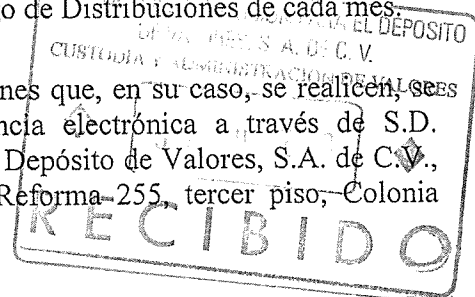 o de Distribuciones de cada mes.
EL DEPOSITO
S. A. DE C. V.
CUSTODIA Y ADMINISTRACION DE VALORES
nes que, en su caso, se realicen, se
ncia electrónica a través de S.D.
Depósito de Valores, S.A. de C.V.,
Reforma 255, tercer piso, Colonia
RECIBIDO